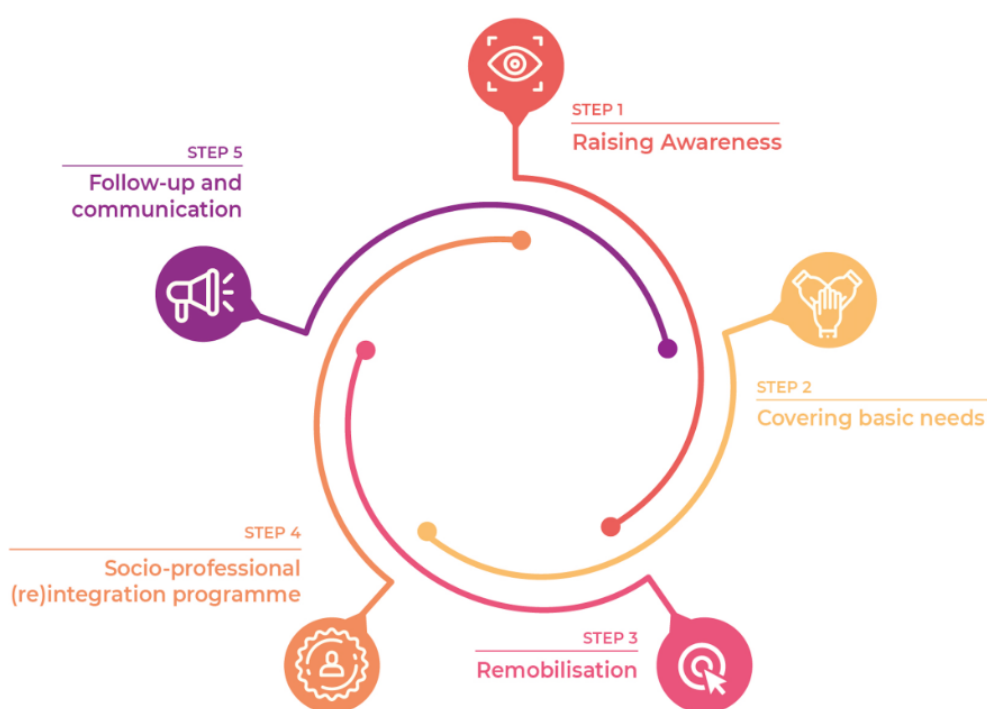 STEP 1
Raising Awareness
STEP 2
Covering basic needs
STEP 3
Remobilisation
STEP 4
Socio-professional
(re)integration programme
STEP 5
Follow-up and
communication